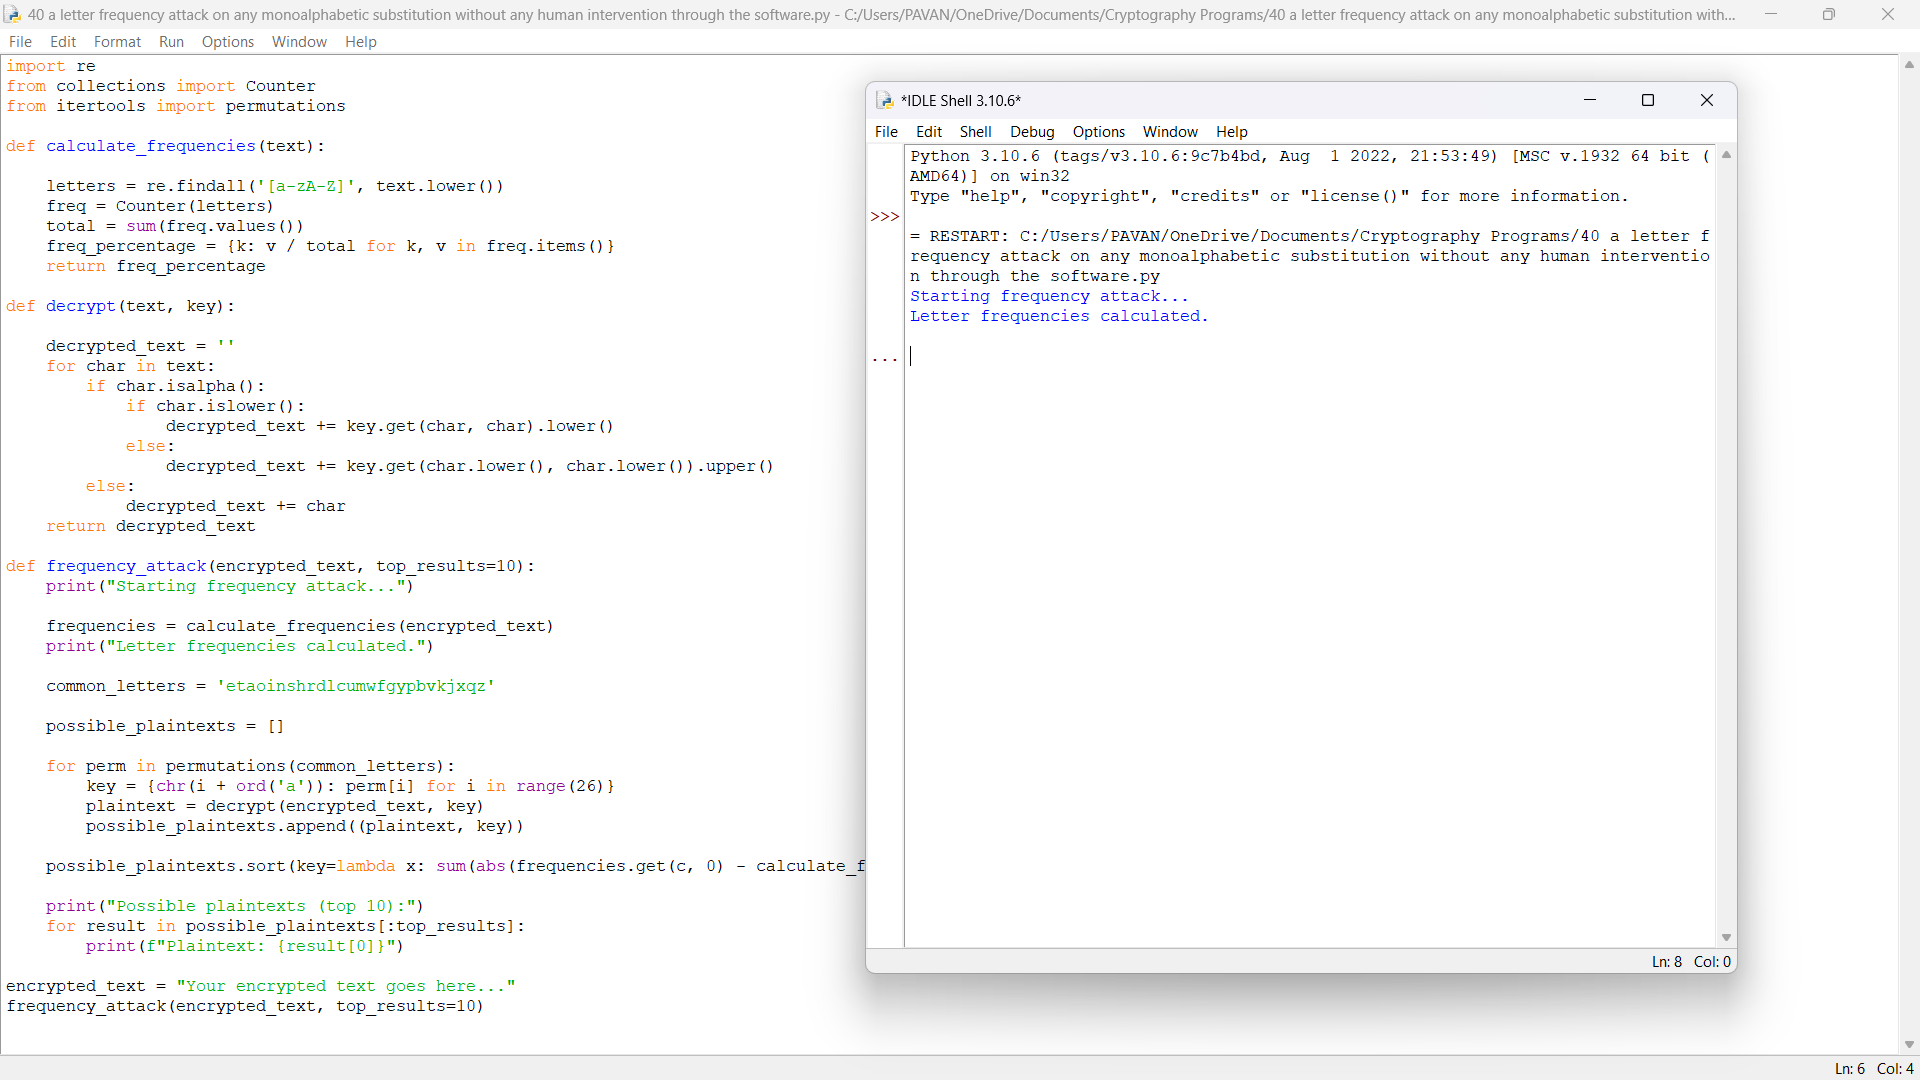 40 a letter frequency attack on any monoalphabetic substitution without any human intervention through the software.py - C:/Users/PAVAN/OneDrive/Documents/Cryptography Programs/40 a letter frequency attack on any monoalphabetic substitution with...
File Edit Format Run Options Window Help
import re
from collections import Counter
from itertools import permutations
def calculate_frequencies(text):
letters = re.findall('[a-zA-Z]', text.lower())
freq = Counter(letters)
total = sum(freq.values())
freq_percentage = {k: v / total for k, v in freq.items()}
return freq_percentage
def decrypt(text, key):
decrypted_text = ''
for char in text:
if char.isalpha():
if char.islower():
decrypted_text += key.get(char, char).lower()
else:
decrypted_text += key.get(char.lower(), char.lower()).upper()
else:
decrypted_text += char
return decrypted_text
def frequency_attack(encrypted_text, top_results=10):
print("Starting frequency attack...")
frequencies = calculate_frequencies(encrypted_text)
print("Letter frequencies calculated.")
common_letters = 'etaoinshrdlcumwfgypbvkjxqz'
possible_plaintexts = []
for perm in permutations(common_letters):
key = {chr(i + ord('a')): perm[i] for i in range(26)}
plaintext = decrypt(encrypted_text, key)
possible_plaintexts.append((plaintext, key))
possible_plaintexts.sort(key=lambda x: sum(abs(frequencies.get(c, 0) - calculate_f
print("Possible plaintexts (top 10):")
for result in possible_plaintexts[:top_results]:
print(f"Plaintext: {result[0]}")
encrypted_text = "Your encrypted text goes here..."
frequency_attack(encrypted_text, top_results=10)
Ln: 6 Col: 4
*IDLE Shell 3.10.6*
File Edit Shell Debug Options Window Help
Python 3.10.6 (tags/v3.10.6:9c7b4bd, Aug  1 2022, 21:53:49) [MSC v.1932 64 bit (
AMD64)] on win32
Type "help", "copyright", "credits" or "license()" for more information.
>>>
= RESTART: C:/Users/PAVAN/OneDrive/Documents/Cryptography Programs/40 a letter f
requency attack on any monoalphabetic substitution without any human interventio
n through the software.py
Starting frequency attack...
Letter frequencies calculated.
...
Ln: 8 Col: 0